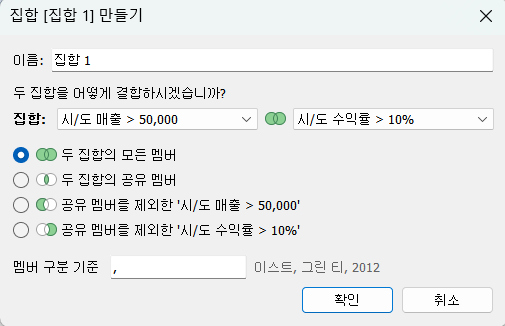 집합 [집합 1] 만들기
이름: 집합 1
두 집합을 어떻게 결합하시겠습니까?
집합: 시/도 매출 > 50,000 시/도 수익률 > 10%
두 집합의 모든 멤버
두 집합의 공유 멤버
공유 멤버를 제외한 '시/도 매출 > 50,000'
공유 멤버를 제외한 '시/도 수익률 > 10%'
멤버 구분 기준 , 이스트, 그린 티, 2012
확인 취소